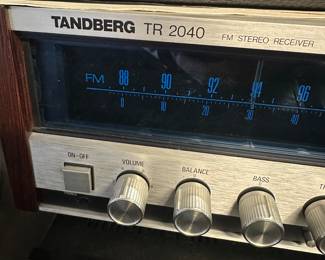 TANDBERG TR 2040 FM STEREO RECEIVER
FM 88 90 92 94 96
0 10 20 30 40
ON-OFF VOLUME BALANCE BASS